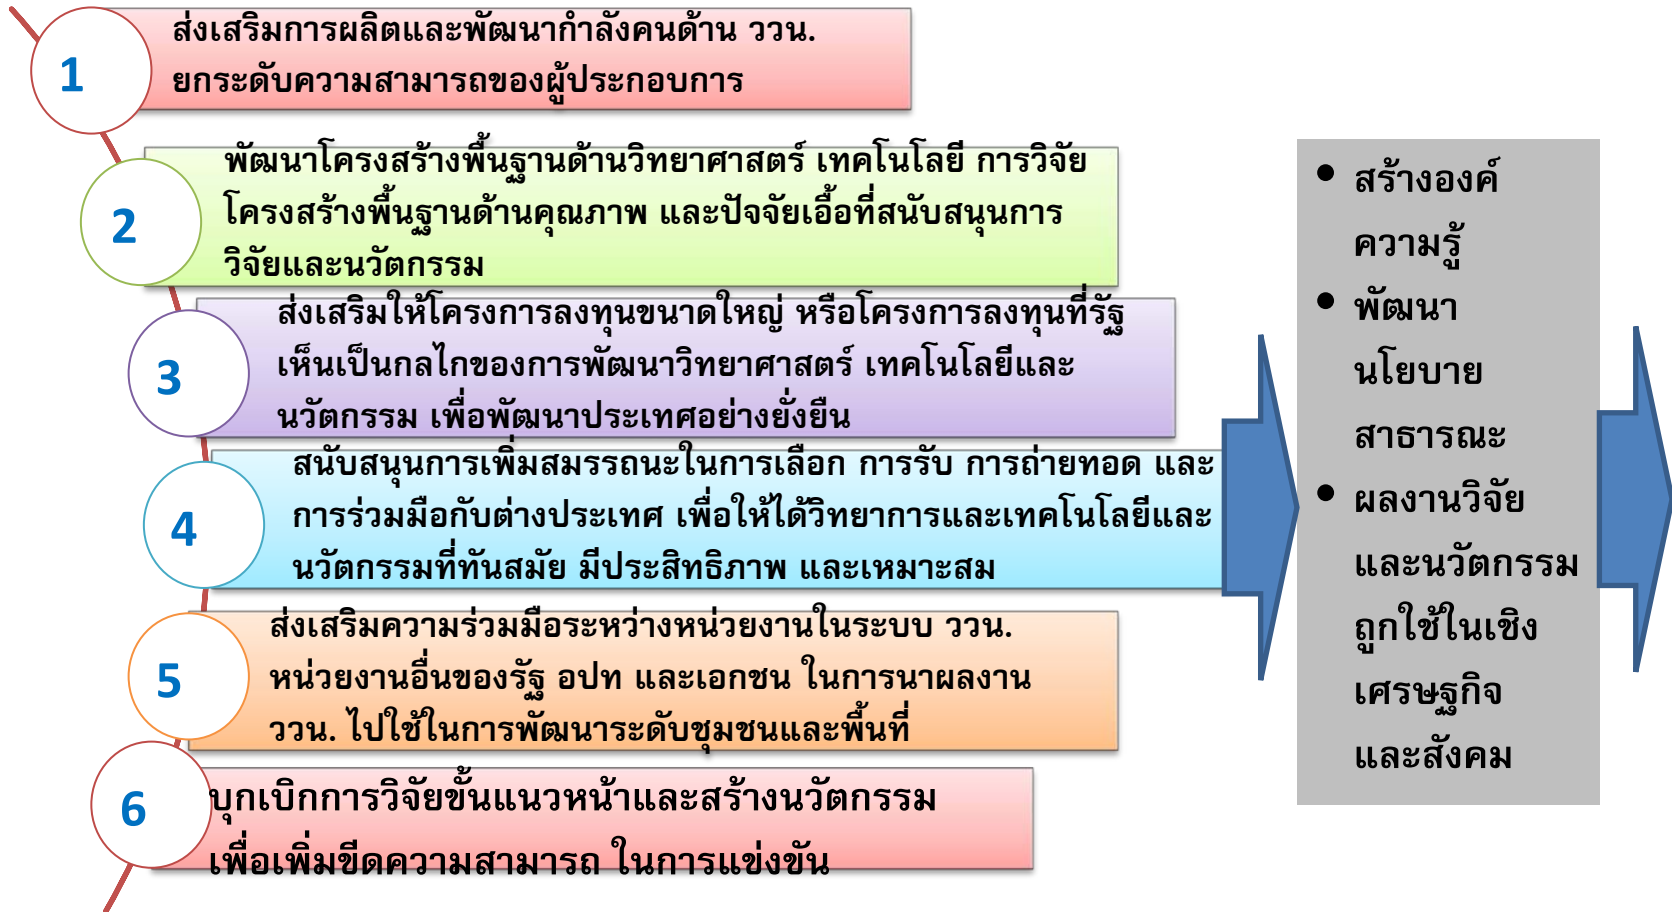 1
ส่งเสริมการผลิตและพัฒนากำลังคนด้าน ววน.
ยกระดับความสามารถของผู้ประกอบการ
2
พัฒนาโครงสร้างพื้นฐานด้านวิทยาศาสตร์ เทคโนโลยี การวิจัย
โครงสร้างพื้นฐานด้านคุณภาพ และปัจจัยเอื้อที่สนับสนุนการ
วิจัยและนวัตกรรม
3
ส่งเสริมให้โครงการลงทุนขนาดใหญ่ หรือโครงการลงทุนที่รัฐ
เห็นเป็นกลไกของการพัฒนาวิทยาศาสตร์ เทคโนโลยีและ
นวัตกรรม เพื่อพัฒนาประเทศอย่างยั่งยืน
4
สนับสนุนการเพิ่มสมรรถนะในการเลือก การรับ การถ่ายทอด และ
การร่วมมือกับต่างประเทศ เพื่อให้ได้วิทยาการและเทคโนโลยีและ
นวัตกรรมที่ทันสมัย มีประสิทธิภาพ และเหมาะสม
5
ส่งเสริมความร่วมมือระหว่างหน่วยงานในระบบ ววน.
หน่วยงานอื่นของรัฐ อปท และเอกชน ในการนาผลงาน
ววน. ไปใช้ในการพัฒนาระดับชุมชนและพื้นที่
6
บุกเบิกการวิจัยขั้นแนวหน้าและสร้างนวัตกรรม
เพื่อเพิ่มขีดความสามารถ ในการแข่งขัน
• สร้างองค์
ความรู้
• พัฒนา
นโยบาย
สาธารณะ
• ผลงานวิจัย
และนวัตกรรม
ถูกใช้ในเชิง
เศรษฐกิจ
และสังคม